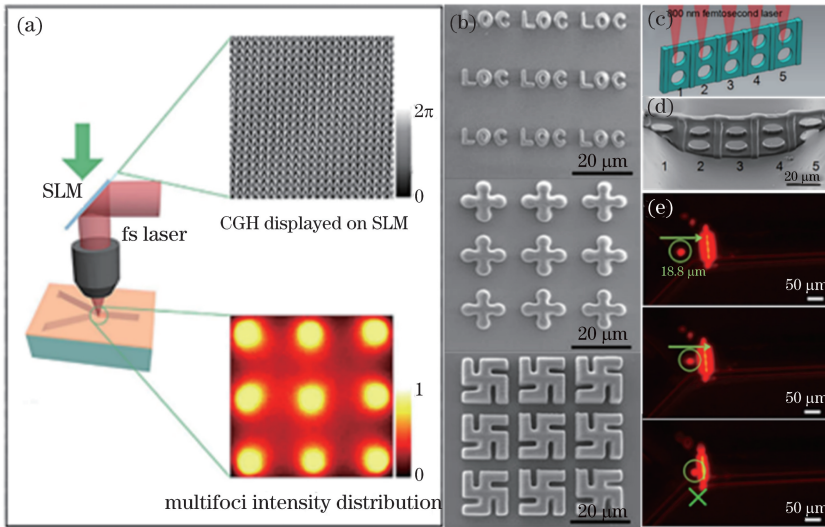 (a)
SLM
fs laser
2π
0
CGH displayed on SLM
1
0
multifoci intensity distribution
(b)
LOC LOC LOC
LOC LOC LOC
LOC LOC LOC
20 μm
20 μm
20 μm
(c)
800 nm femtosecond laser
1 2 3 4 5
(d)
1 2 3 4 5
20 μm
(e)
18.8 μm
50 μm
50 μm
50 μm